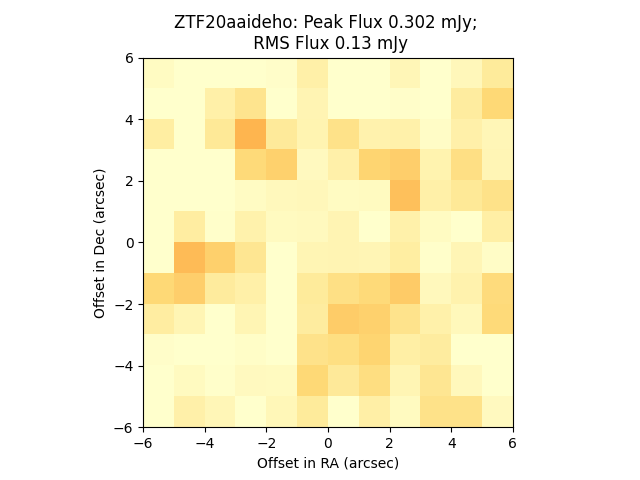 ZTF20aaideho: Peak Flux 0.302 mJy;
RMS Flux 0.13 mJy
6
4
2
0
−2
−4
−6
Offset in Dec (arcsec)
−6 −4 −2 0 2 4 6
Offset in RA (arcsec)